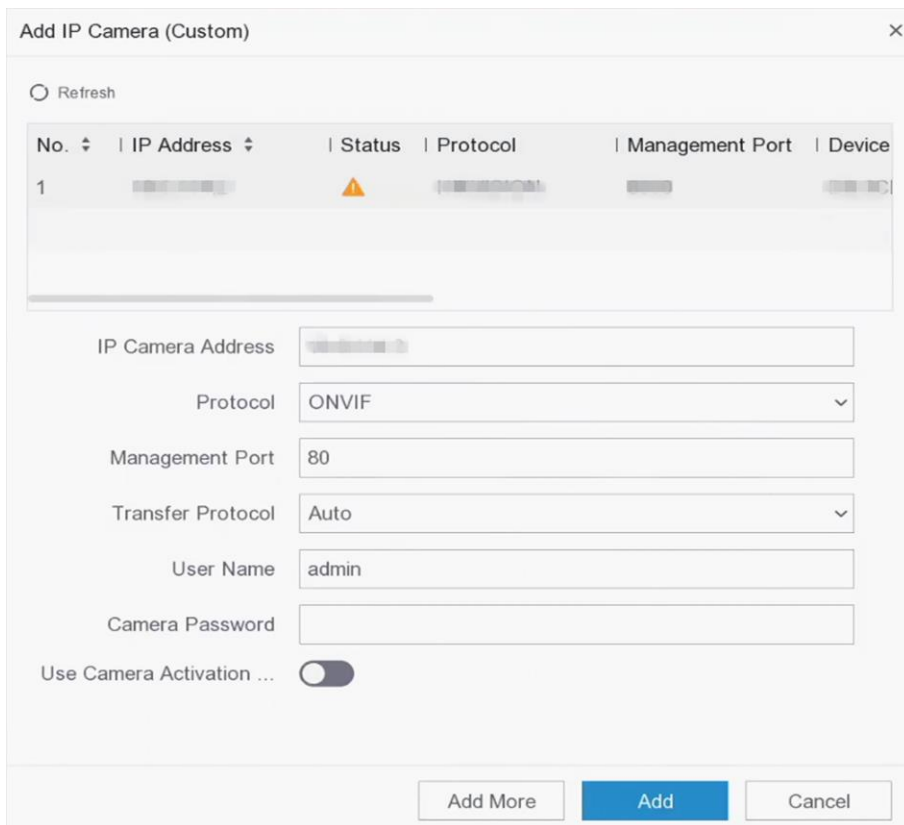 Add IP Camera (Custom)
Refresh
No. IP Address Status Protocol Management Port Device
1
IP Camera Address
Protocol ONVIF
Management Port 80
Transfer Protocol Auto
User Name admin
Camera Password
Use Camera Activation ...
Add More Add Cancel